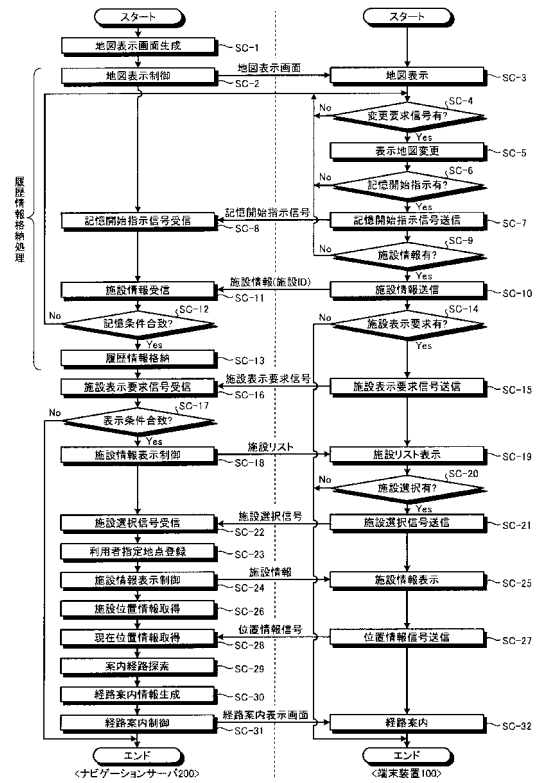 スタート
スタート
地図表示画面生成
SC-1
地図表示制御
SC-2
地図表示画面
地図表示
SC-3
SC-4
変更要求信号有?
No
Yes
表示地図変更
SC-5
SC-6
記憶開始指示有?
No
Yes
履歴情報格納処理
記憶開始指示信号受信
SC-8
記憶開始指示信号
記憶開始指示信号送信
SC-7
SC-9
施設情報有?
No
Yes
施設情報受信
SC-11
施設情報(施設ID)
施設情報送信
SC-10
SC-12
記憶条件合致?
No
Yes
SC-14
施設表示要求有?
No
Yes
履歴情報格納
SC-13
施設表示要求信号受信
SC-16
施設表示要求信号
施設表示要求信号送信
SC-15
SC-17
表示条件合致?
No
Yes
施設情報表示制御
SC-18
施設リスト
施設リスト表示
SC-19
SC-20
施設選択有?
No
Yes
施設選択信号受信
SC-22
施設選択信号
施設選択信号送信
SC-21
利用者指定地点登録
SC-23
施設情報表示制御
SC-24
施設情報
施設情報表示
SC-25
施設位置情報取得
SC-26
現在位置情報取得
SC-28
位置情報信号
位置情報信号送信
SC-27
案内経路探索
SC-29
経路案内情報生成
SC-30
経路案内制御
SC-31
経路案内表示画面
経路案内
SC-32
エンド
エンド
<ナビゲーションサーバ200>
<端末装置100>